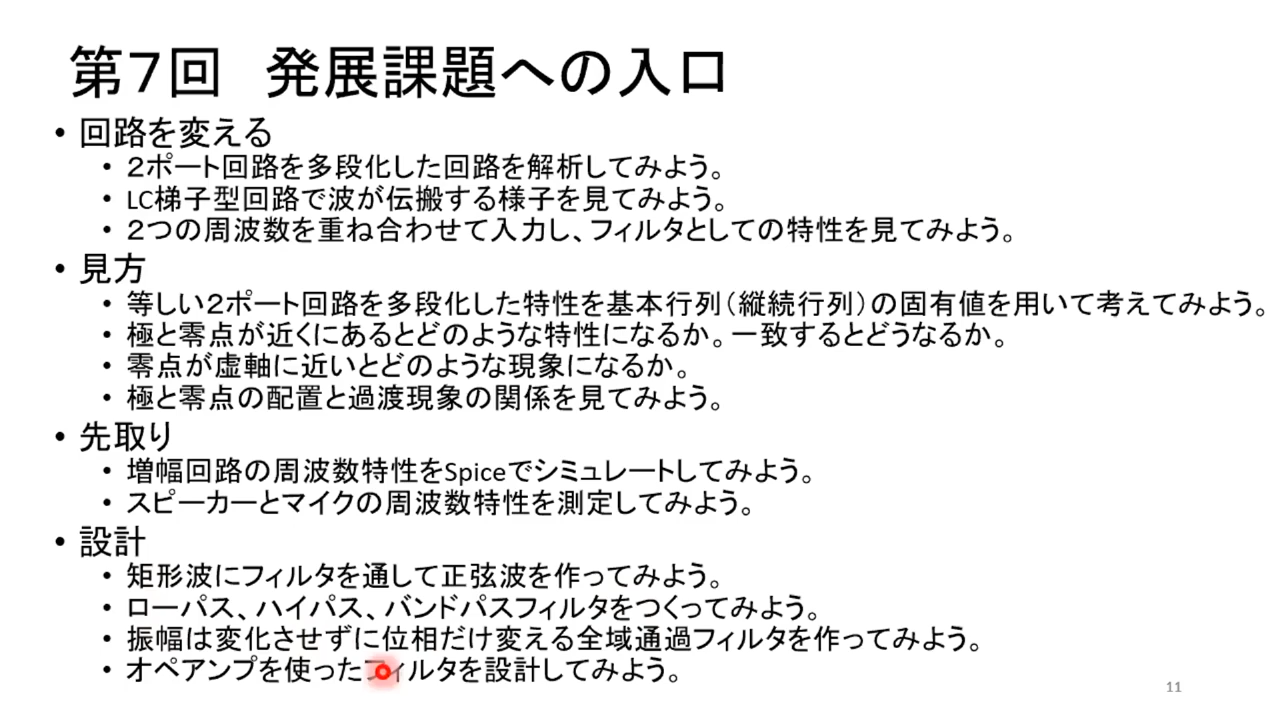 第7回　発展課題への入口
• 回路を変える
• 2ポート回路を多段化した回路を解析してみよう。
• LC梯子型回路で波が伝搬する様子を見てみよう。
• 2つの周波数を重ね合わせて入力し、フィルタとしての特性を見てみよう。
• 見方
• 等しい2ポート回路を多段化した特性を基本行列(縦続行列)の固有値を用いて考えてみよう。
• 極と零点が近くにあるとどのような特性になるか。一致するとどうなるか。
• 零点が虚軸に近いとどのような現象になるか。
• 極と零点の配置と過渡現象の関係を見てみよう。
• 先取り
• 増幅回路の周波数特性をSpiceでシミュレートしてみよう。
• スピーカーとマイクの周波数特性を測定してみよう。
• 設計
• 矩形波にフィルタを通して正弦波を作ってみよう。
• ローパス、ハイパス、バンドパスフィルタをつくってみよう。
• 振幅は変化させずに位相だけ変える全域通過フィルタを作ってみよう。
• オペアンプを使ったフィルタを設計してみよう。
11